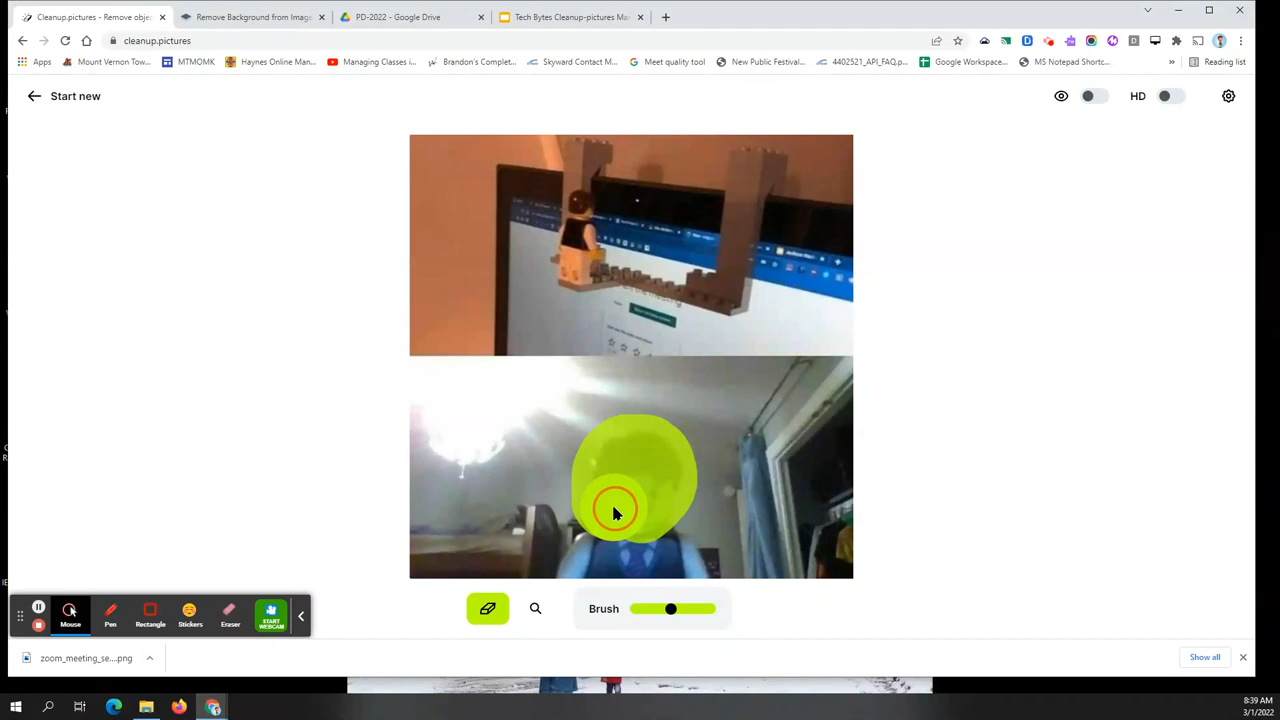 Cleanup.pictures - Remove obje
Remove Background from Imag
PD-2022 - Google Drive
Tech Bytes Cleanup-pictures Ma
cleanup.pictures
Apps
Mount Vernon Tow...
MTMOMK
Haynes Online Man...
Managing Classes i...
Brandon's Complet...
Skyward Contact M...
Meet quality tool
New Public Festival...
4402521_API_FAQ.p...
Google Workspace...
MS Notepad Shortc...
»
Reading list
Start new
HD
Brush
Mouse
Pen
Rectangle
Stickers
Eraser
START
WEBCAM
zoom_meeting_se....png
Show all
8:39 AM
3/1/2022